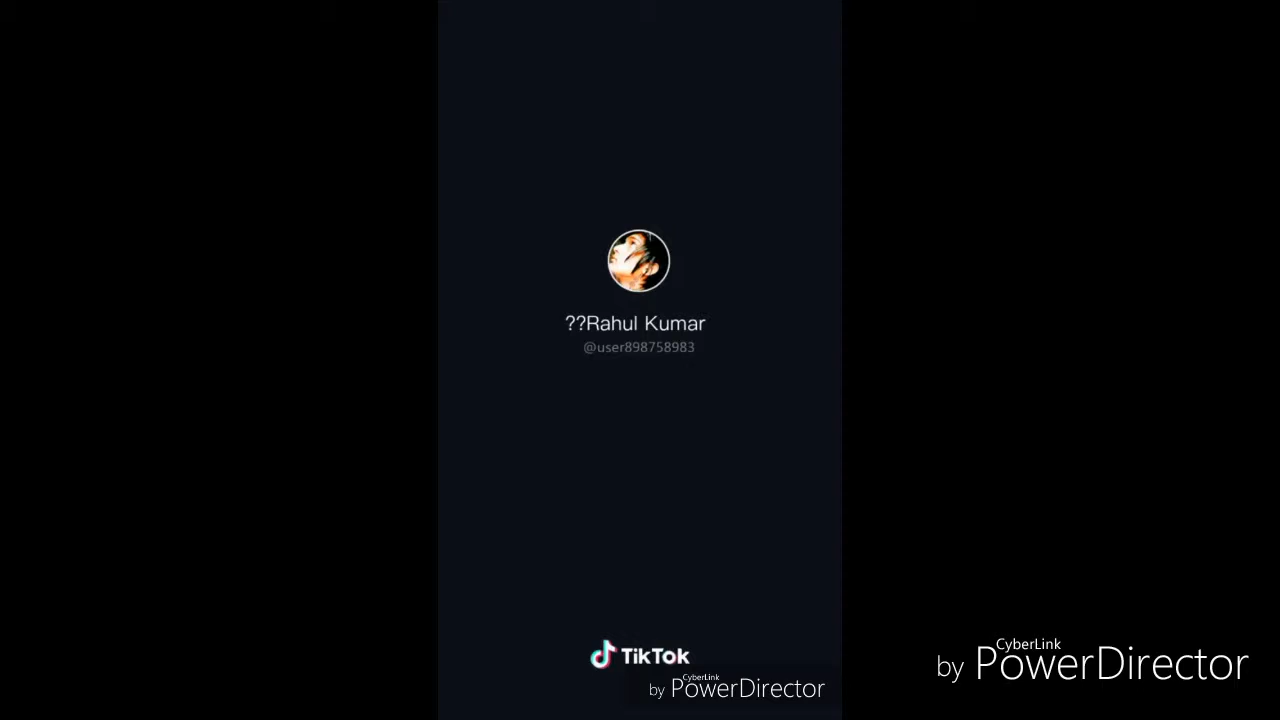 ??Rahul Kumar
@user898758983
TikTok
CyberLink
by PowerDirector
CyberLink
by PowerDirector